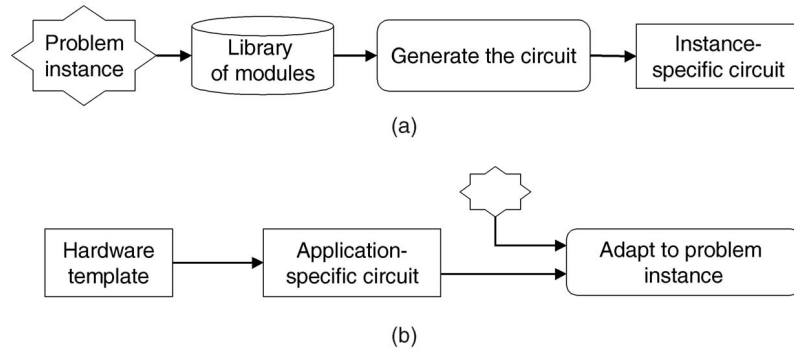 Problem
instance
Library
of modules
Generate the circuit
Instance-
specific circuit
(a)
Hardware
template
Application-
specific circuit
Adapt to problem
instance
(b)